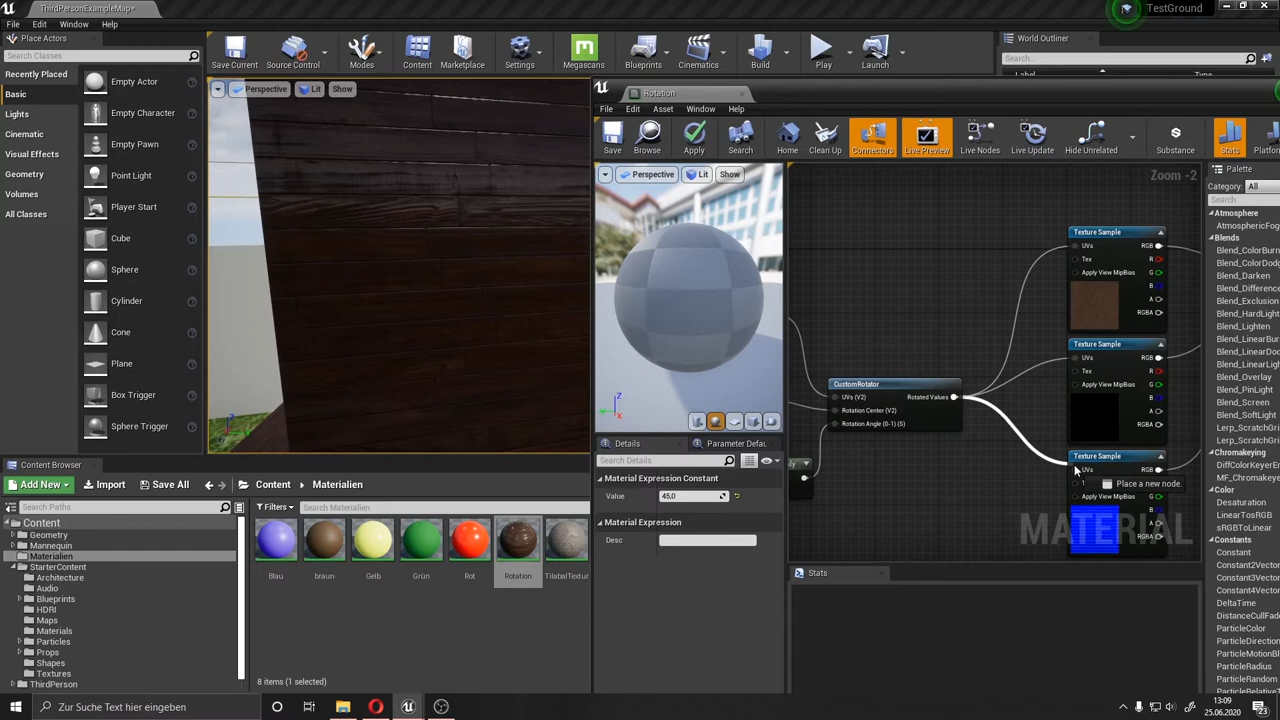 ThirdPersonExampleMap*
TestGround
File Edit Window Help
Place Actors
World Outliner
Search Classes
Search
Label
Save Current Source Control Modes Content Marketplace Settings Megascans Blueprints Cinematics Build Play Launch
Recently Placed
Basic
Lights
Cinematic
Visual Effects
Geometry
Volumes
All Classes
Empty Actor
Empty Character
Empty Pawn
Point Light
Player Start
Cube
Sphere
Cylinder
Cone
Plane
Box Trigger
Sphere Trigger
Perspective Lit Show
Rotation
File Edit Asset Window Help
Save Browse Apply Search Home Clean Up Connectors Live Preview Live Nodes Live Update Hide Unrelated Substance Stats Platfor
Perspective Lit Show
Zoom -2
Texture Sample
UVs RGB
Tex R
Apply View MipBias G
B
A
RGBA
Texture Sample
UVs RGB
Tex R
Apply View MipBias G
B
A
RGBA
CustomRotator
UVs (V2) Rotated Values
Rotation Center (V2)
Rotation Angle (0-1) (S)
Texture Sample
UVs RGB
Place a new node.
Apply View MipBias G
B
A
RGBA
MATERIAL
Palette
Category: All
Search
Atmosphere
AtmosphericFog
Blends
Blend_ColorBurn
Blend_ColorDodg
Blend_Darken
Blend_Difference
Blend_Exclusion
Blend_HardLight
Blend_Lighten
Blend_LinearBur
Blend_LinearDod
Blend_LinearLig
Blend_Overlay
Blend_PinLight
Blend_Screen
Blend_SoftLight
Lerp_ScratchGri
Lerp_ScratchGri
Chromakeying
DiffColorKeyerEn
MF_Chromakeye
Color
Desaturation
LinearTosRGB
sRGBToLinear
Constants
Constant
Constant2Vector
Constant3Vector
Constant4Vector
DeltaTime
DistanceCullFade
ParticleColor
ParticleDirection
ParticleMotionBl
ParticleRadius
ParticleRandom
Details Parameter Defau
Search Details
Material Expression Constant
Value 45,0
Material Expression
Desc
Stats
Content Browser
Add New Import Save All Content Materialien
Search Paths
Filters Search Materialien
Content
Geometry
Mannequin
Materialien
StarterContent
Architecture
Audio
Blueprints
HDRI
Maps
Materials
Particles
Props
Shapes
Textures
ThirdPerson
Blau braun Gelb Grün Rot Rotation TilabalTextur
8 items (1 selected)
Zur Suche Text hier eingeben
13:09
25.06.2020
23